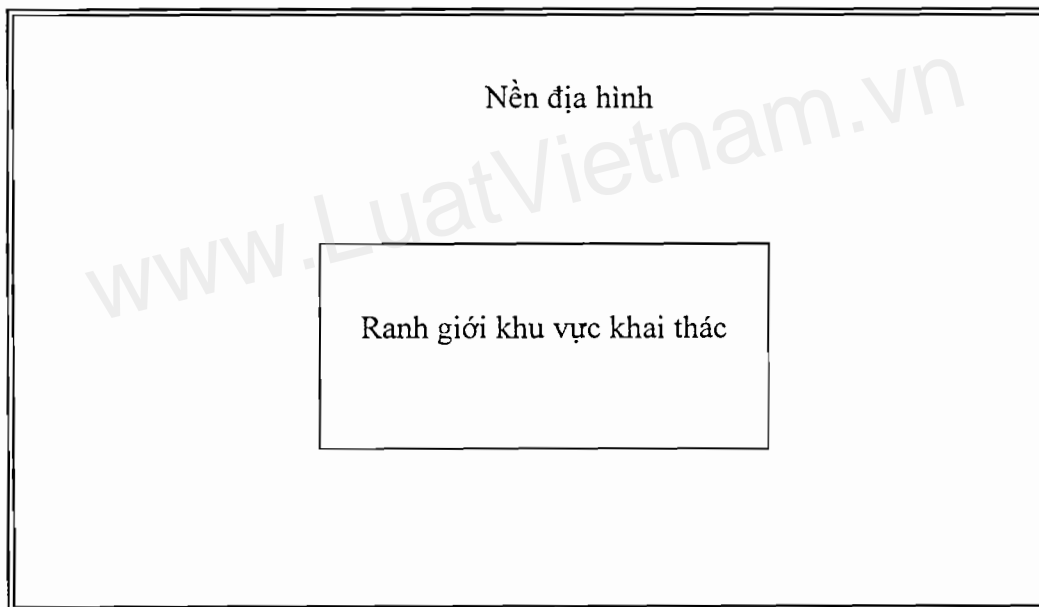 Nền địa hình
www.LuatVietnam.vn
Ranh giới khu vực khai thác